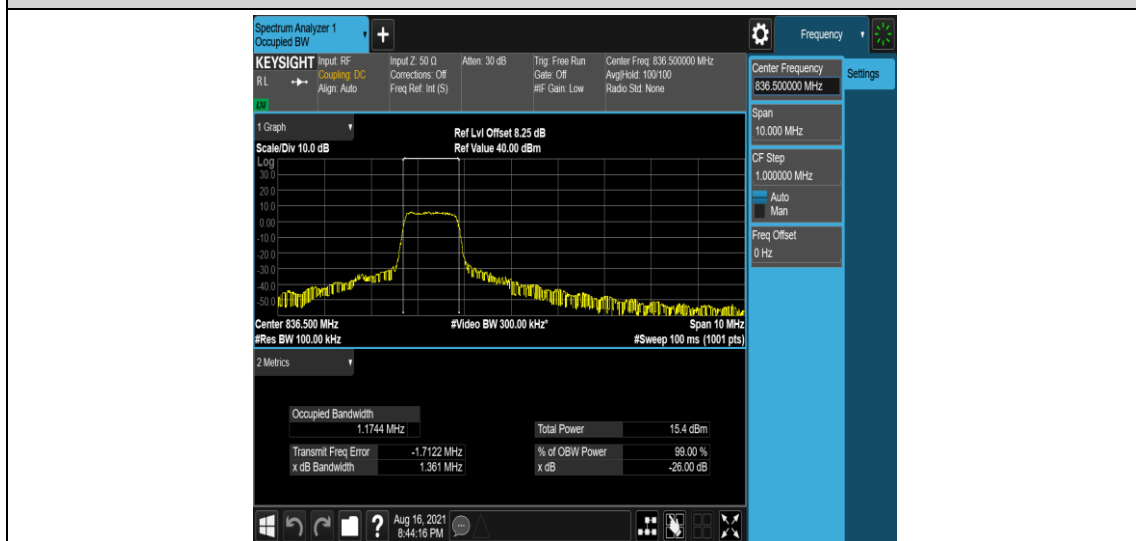 Spectrum Analyzer 1
Occupied BW
+
Frequency
KEYSIGHT
RL
LXI
Input: RF
Coupling: DC
Align: Auto
Input Z: 50 Ω
Corrections: Off
Freq Ref: Int (S)
Atten: 30 dB
Trig: Free Run
Gate: Off
#IF Gain: Low
Center Freq: 836.500000 MHz
Avg|Hold: 100/100
Radio Std: None
Center Frequency
836.500000 MHz
Settings
Span
10.000 MHz
CF Step
1.000000 MHz
Auto
Man
Freq Offset
0 Hz
1 Graph
Scale/Div 10.0 dB
Ref Lvl Offset 8.25 dB
Ref Value 40.00 dBm
Log
30.0
20.0
10.0
0.00
-10.0
-20.0
-30.0
-40.0
-50.0
Center 836.500 MHz
#Video BW 300.00 kHz*
Span 10 MHz
#Res BW 100.00 kHz
#Sweep 100 ms (1001 pts)
2 Metrics
Occupied Bandwidth
1.1744 MHz
Total Power 15.4 dBm
Transmit Freq Error -1.7122 MHz
% of OBW Power 99.00 %
x dB Bandwidth 1.361 MHz
x dB -26.00 dB
?
Aug 16, 2021
8:44:16 PM